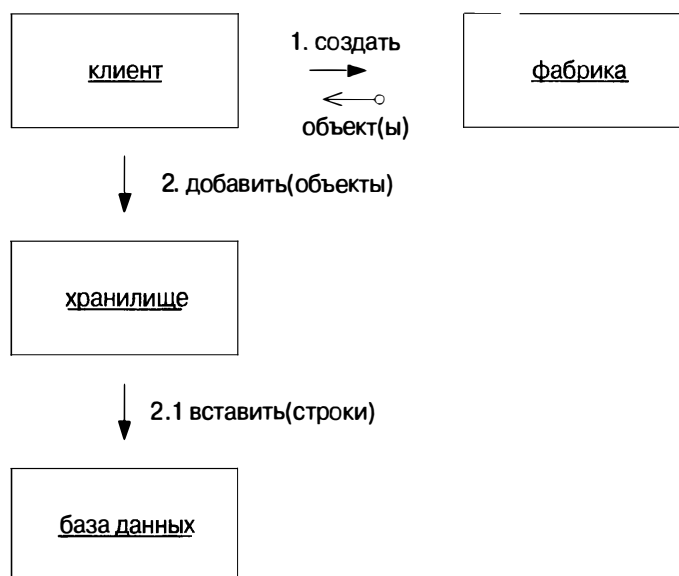 1. создать
клиент
фабрика
объект(ы)
2. добавить(объекты)
хранилище
2.1 вставить(строки)
база данных